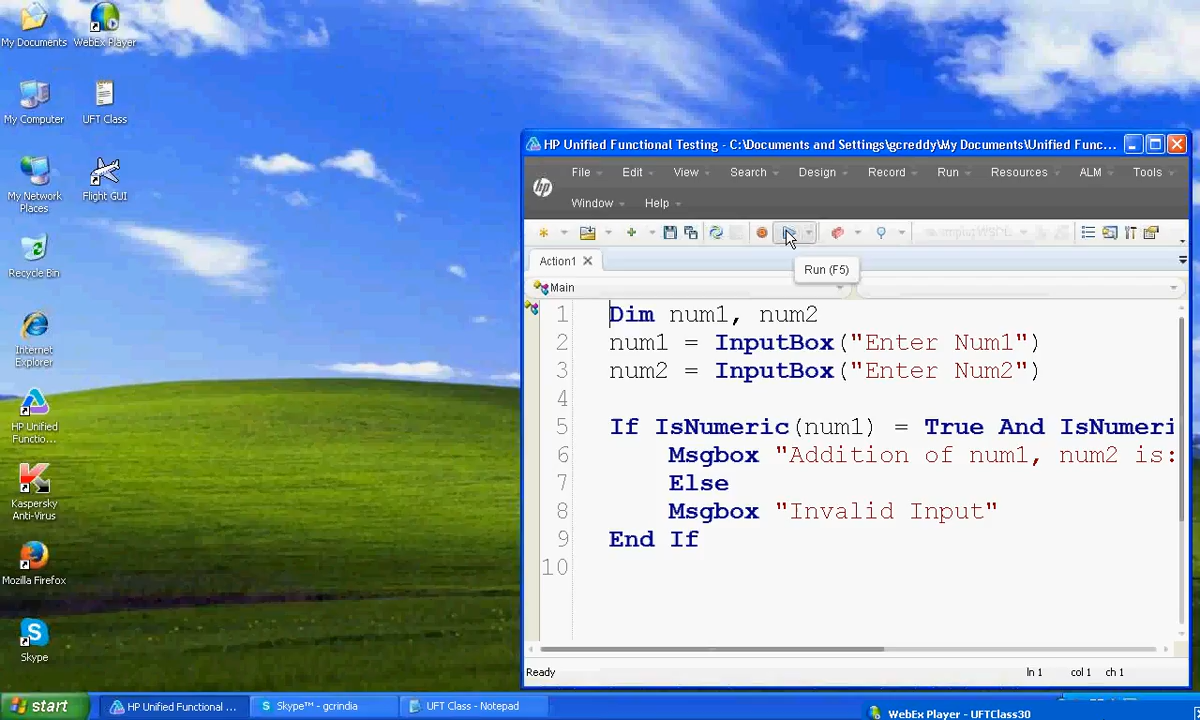 My Documents
WebEx Player
My Computer
UFT Class
My Network
Places
Flight GUI
Recycle Bin
Internet
Explorer
HP Unified
Functio...
Kaspersky
Anti-Virus
Mozilla Firefox
Skype
HP Unified Functional Testing - C:\Documents and Settings\gcreddy\My Documents\Unified Func...
hp
File Edit View Search Design Record Run Resources ALM Tools
Window Help
Action1
Run (F5)
Main
1 Dim num1, num2
2 num1 = InputBox("Enter Num1")
3 num2 = InputBox("Enter Num2")
4
5 If IsNumeric(num1) = True And IsNumeri
6 Msgbox "Addition of num1, num2 is:
7 Else
8 Msgbox "Invalid Input"
9 End If
10
Ready
ln 1 col 1 ch 1
start
HP Unified Functional ...
Skype™ - gcrindia
UFT Class - Notepad
WebEx Player - UFTClass30